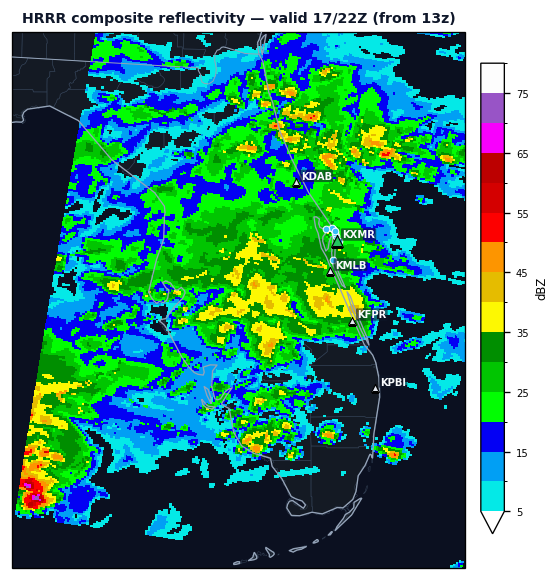 HRRR composite reflectivity — valid 17/22Z (from 13z)
KDAB
KXMR
KMLB
KFPR
KPBI
75
65
55
45
35
25
15
5
dBZ